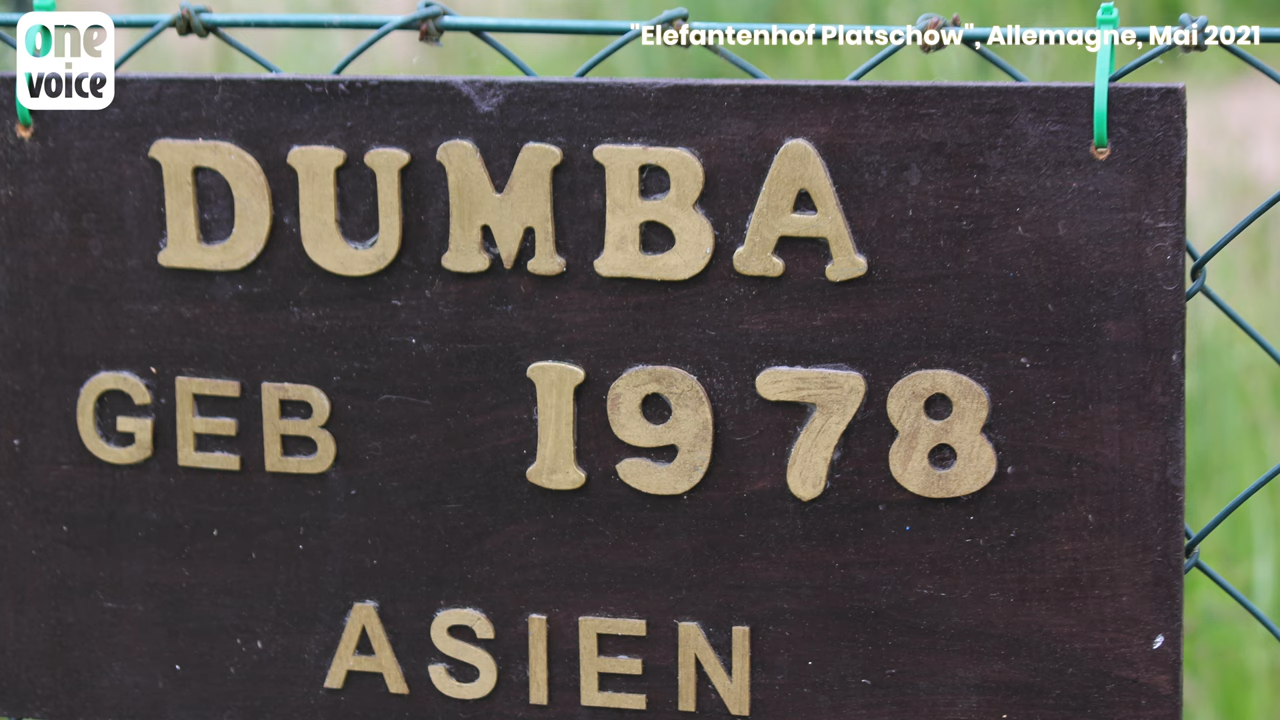 one
voice
"Elefantenhof Platschow", Allemagne, Mai 2021
DUMBA
GEB 1978
ASIEN